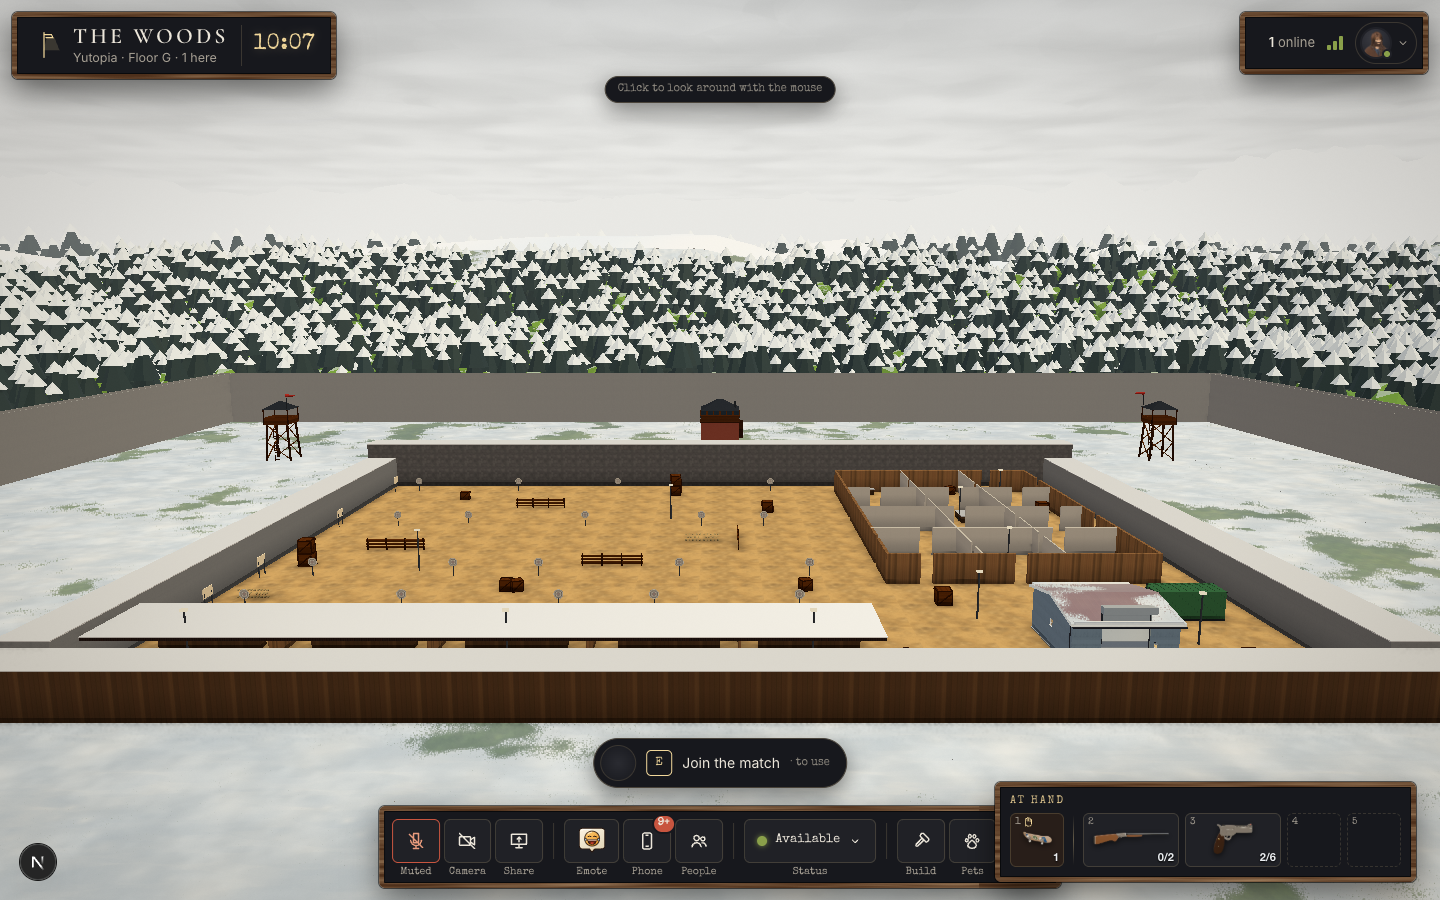 THE WOODS
Yutopia · Floor G · 1 here
10:07
1 online
Click to look around with the mouse
E Join the match · to use
AT HAND
1 2 3 4 5
1 0/2 2/6
9+
Available
Muted Camera Share Emote Phone People Status Build Pets
N